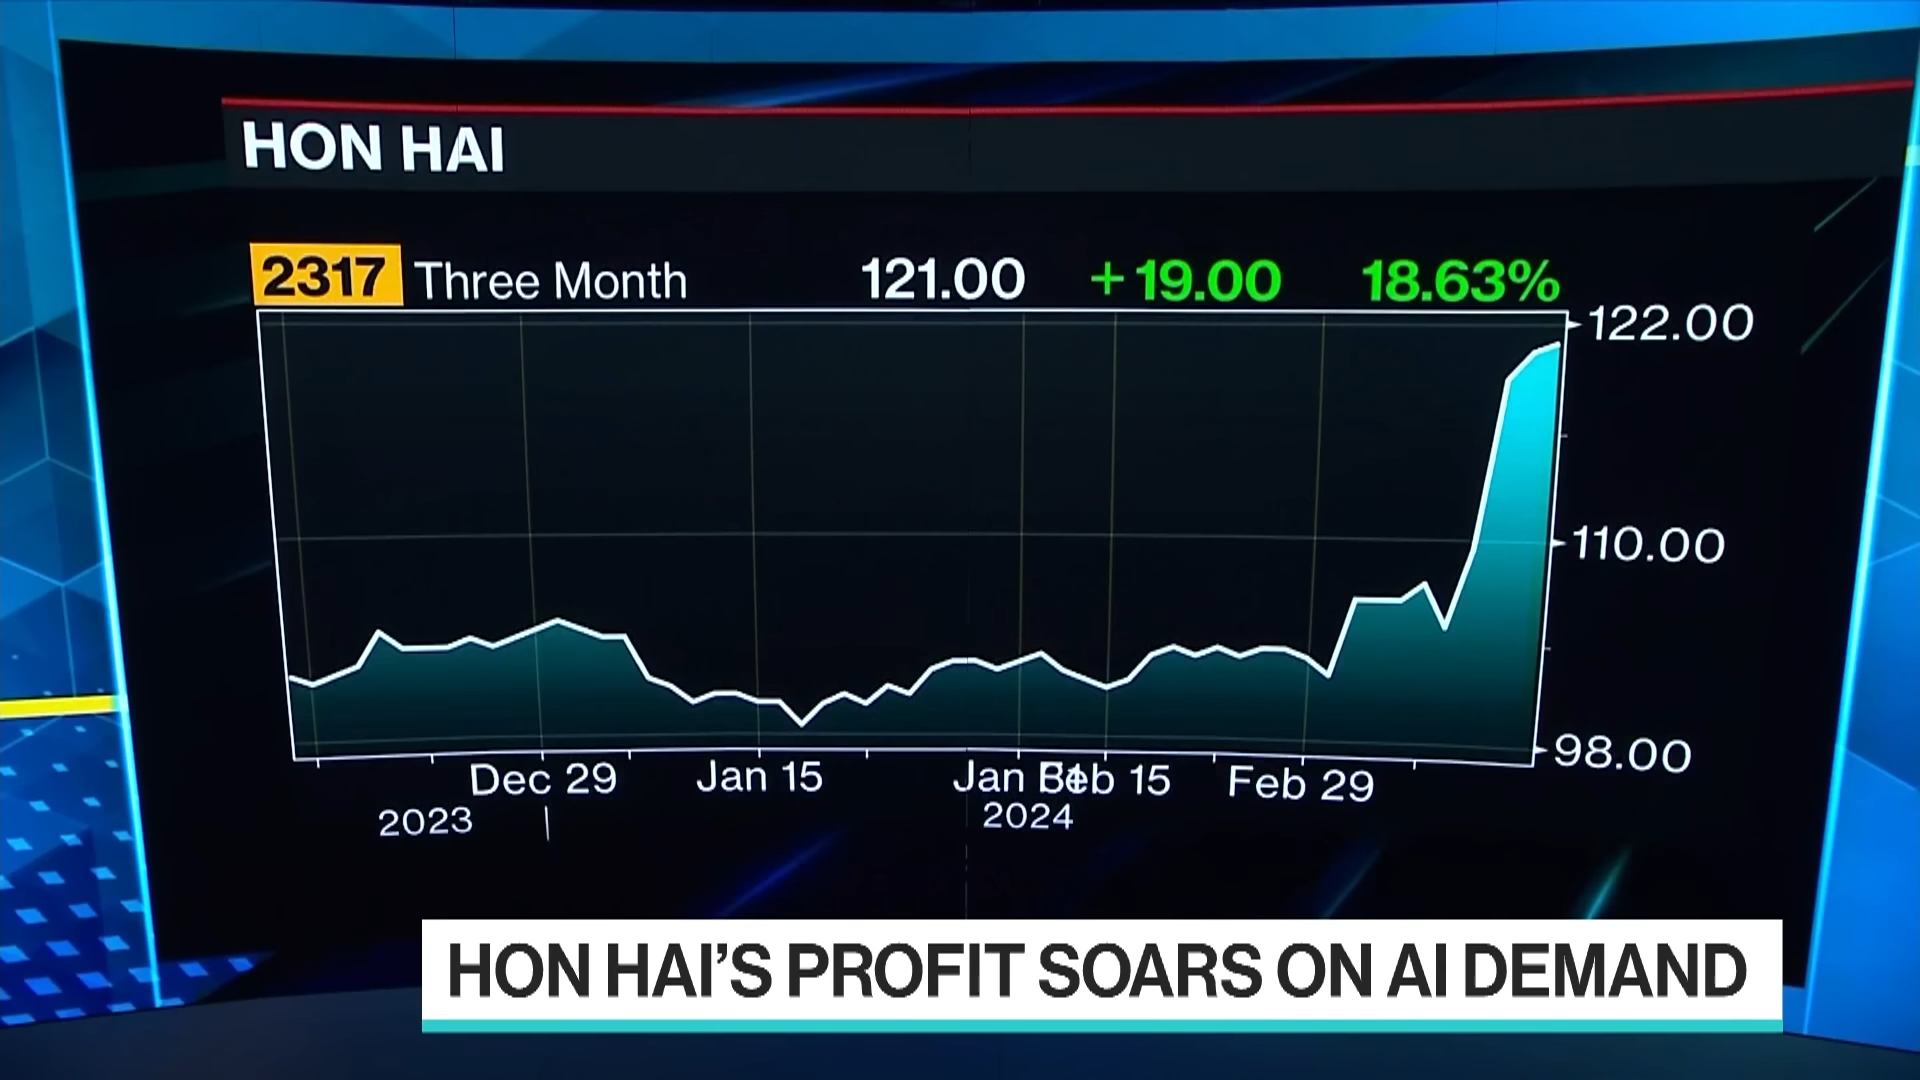 HON HAI
2317 Three Month 121.00 +19.00 18.63%
122.00
110.00
98.00
Dec 29 Jan 15 Jan Feb 15 Feb 29
2023 2024
HON HAI'S PROFIT SOARS ON AI DEMAND